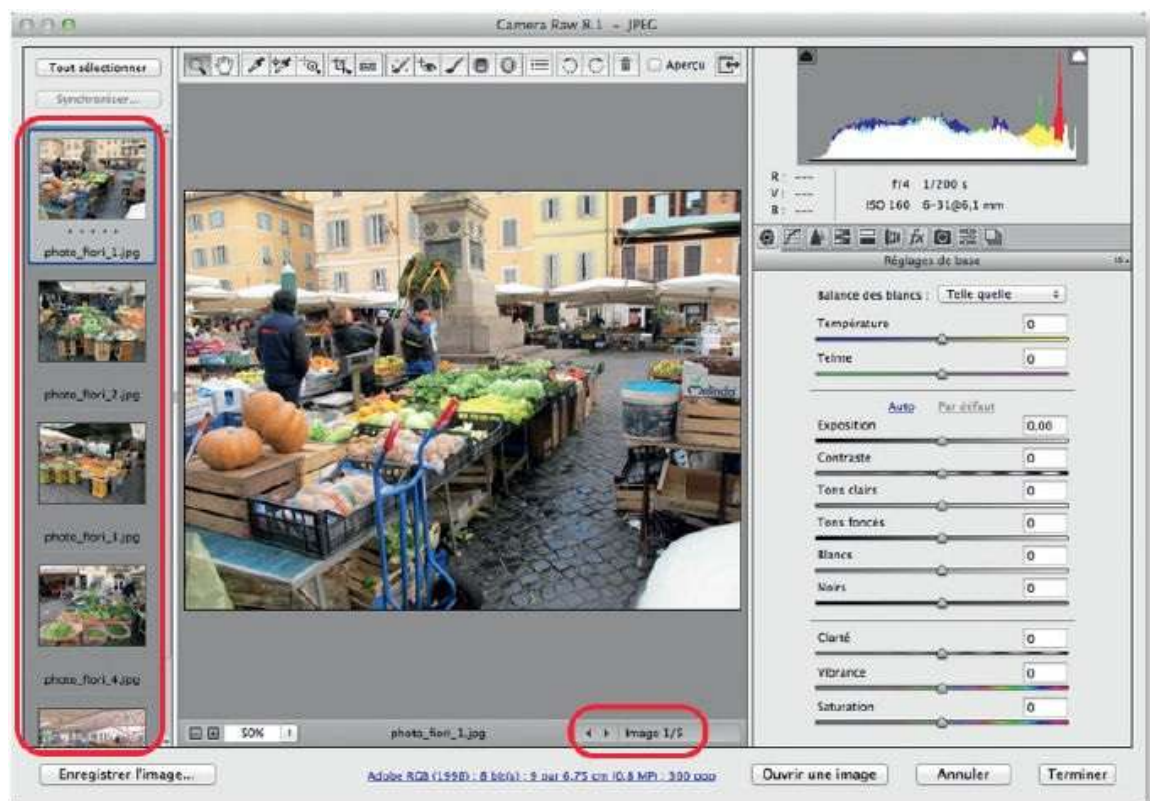 Camera Raw 8.1 - JPEG
Tout sélectionner
Synchroniser...
Aperçu
photo_fiori_1.jpg
photo_fiori_2.jpg
photo_fiori_3.jpg
photo_fiori_4.jpg
Melinda
50%
photo_fiori_1.jpg
Image 1/5
R : ---
V : ---
B : ---
f/4 1/200 s
ISO 160 6-31@6,1 mm
fx
Réglages de base
Balance des blancs : Telle quelle
Température 0
Teinte 0
Auto Par défaut
Exposition 0,00
Contraste 0
Tons clairs 0
Tons foncés 0
Blancs 0
Noirs 0
Clarté 0
Vibrance 0
Saturation 0
Enregistrer l'image...
Adobe RGB (1998) ; 8 bit(s) ; 9 par 6,75 cm (0,8 MP) ; 300 ppp
Ouvrir une image
Annuler
Terminer